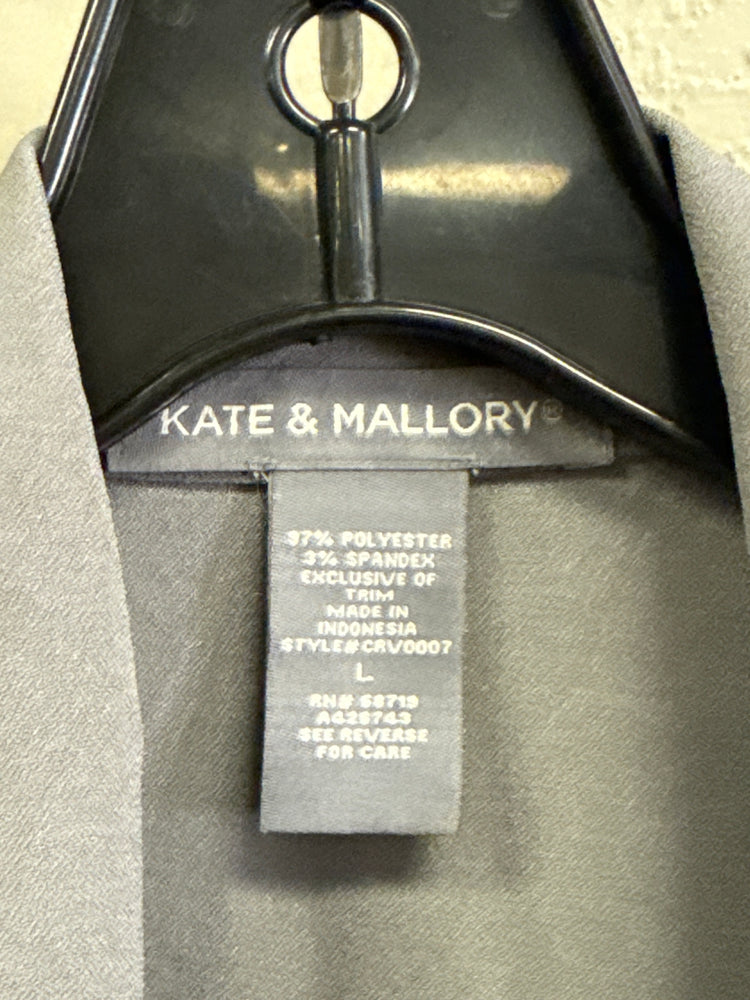 KATE & MALLORY®
97% POLYESTER
3% SPANDEX
EXCLUSIVE OF
TRIM
MADE IN
INDONESIA
STYLE#CRV0007
L
RN# 68719
A428743
SEE REVERSE
FOR CARE